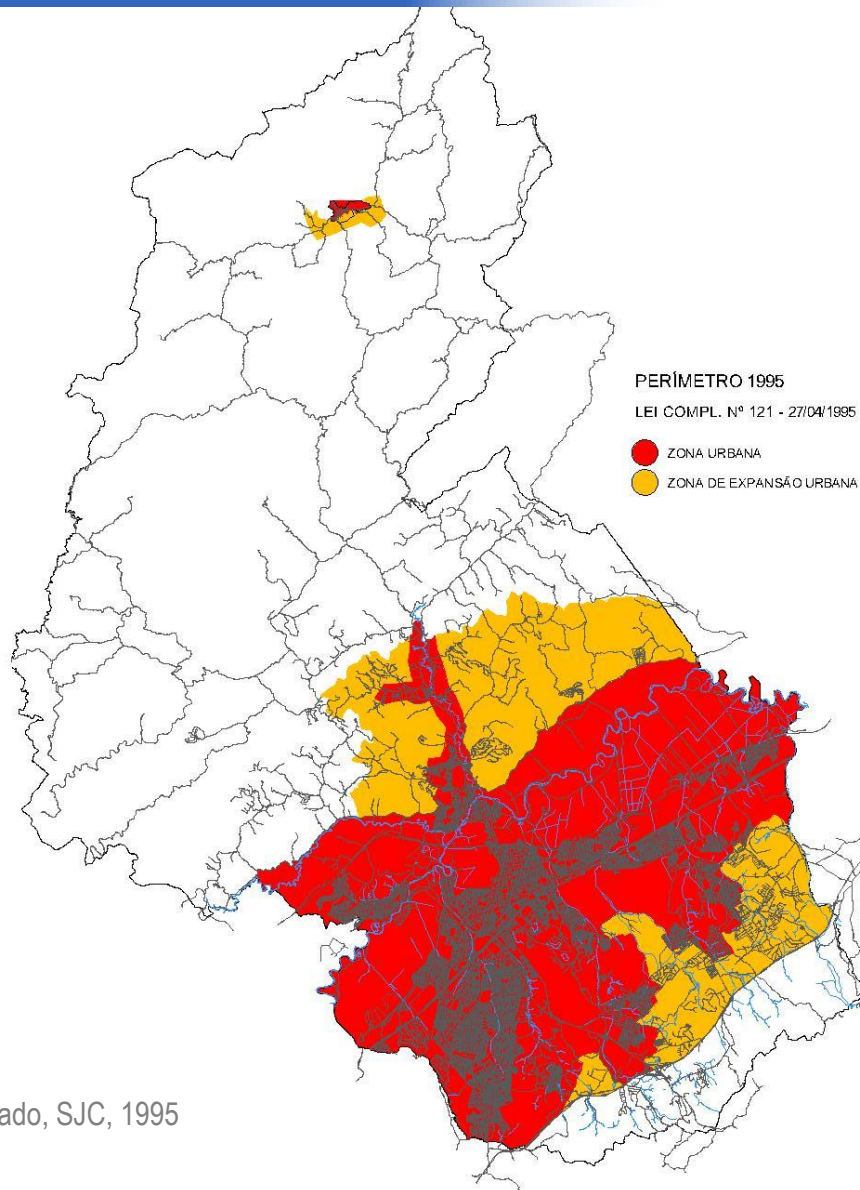 PERÍMETRO 1995
LEI COMPL. Nº 121 - 27/04/1995
ZONA URBANA
ZONA DE EXPANSÃO URBANA
ado, SJC, 1995